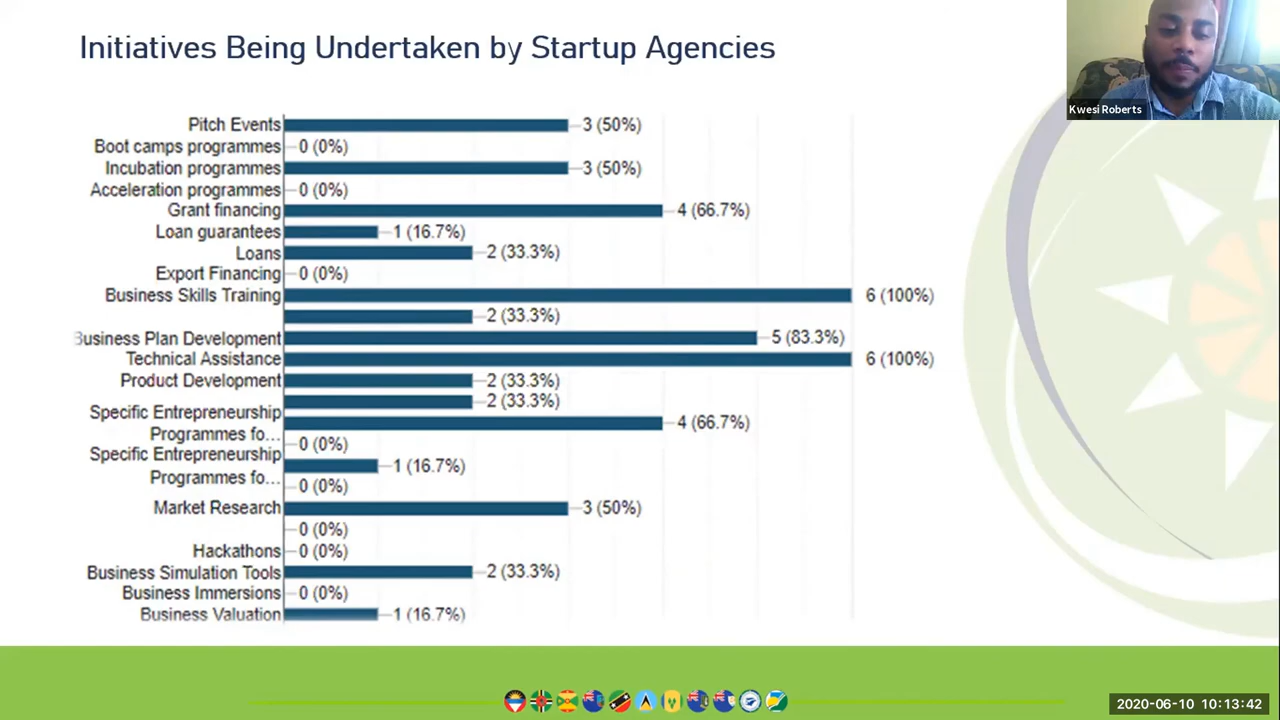 Initiatives Being Undertaken by Startup Agencies
Kwesi Roberts
Pitch Events 3 (50%)
Boot camps programmes 0 (0%)
Incubation programmes 3 (50%)
Acceleration programmes 0 (0%)
Grant financing 4 (66.7%)
Loan guarantees 1 (16.7%)
Loans 2 (33.3%)
Export Financing 0 (0%)
Business Skills Training 6 (100%)
2 (33.3%)
Business Plan Development 5 (83.3%)
Technical Assistance 6 (100%)
Product Development 2 (33.3%)
2 (33.3%)
Specific Entrepreneurship
Programmes fo... 4 (66.7%)
0 (0%)
Specific Entrepreneurship
Programmes fo... 1 (16.7%)
0 (0%)
Market Research 3 (50%)
0 (0%)
Hackathons 0 (0%)
Business Simulation Tools 2 (33.3%)
Business Immersions 0 (0%)
Business Valuation 1 (16.7%)
2020-06-10 10:13:42